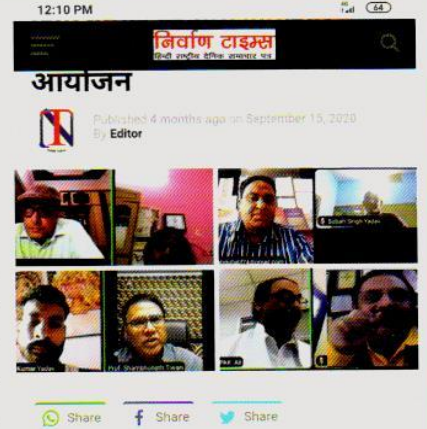 12:10 PM
64
निर्वाण टाइम्स
हिन्दी राष्ट्रीय दैनिक समाचार पत्र
आयोजन
Published 4 months ago on September 15, 2020
By Editor
Subah Singh Yadav
Kumar Yadav
Prof. Shambhunath Tiwari
Share
Share
Share